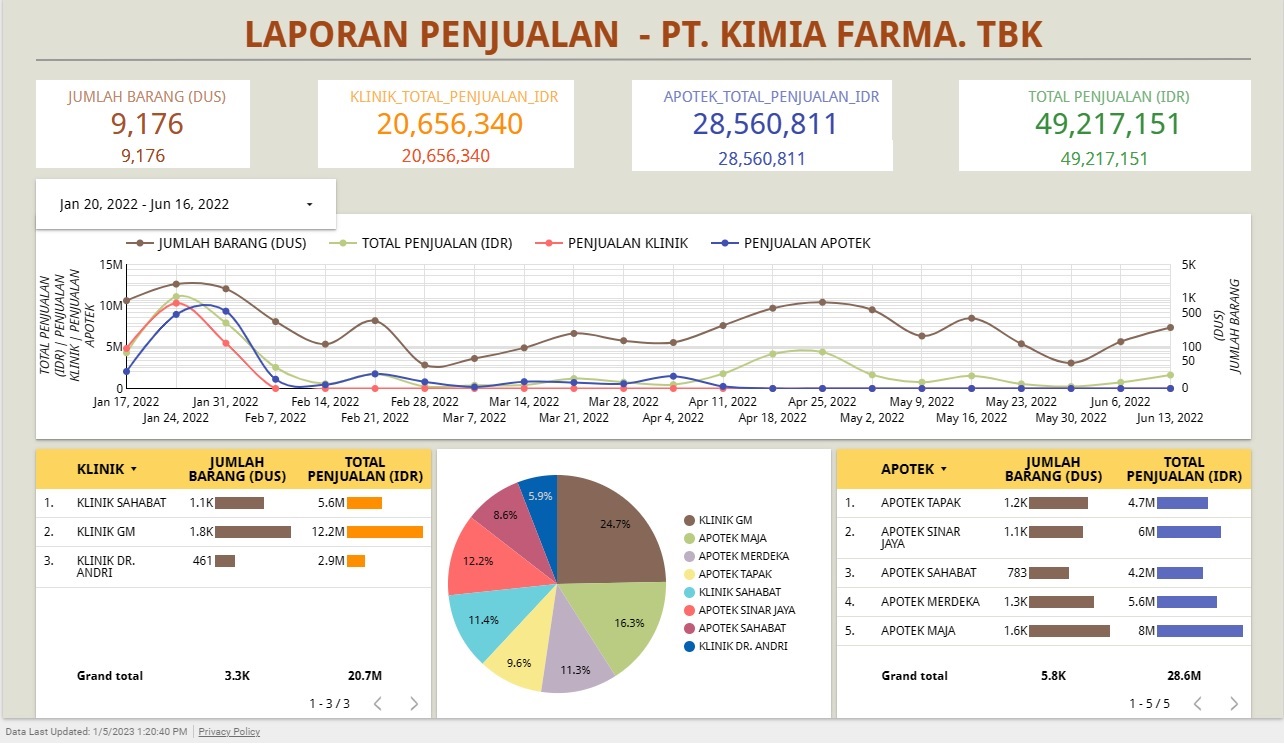 LAPORAN PENJUALAN - PT. KIMIA FARMA. TBK
JUMLAH BARANG (DUS)
9,176
9,176
KLINIK_TOTAL_PENJUALAN_IDR
20,656,340
20,656,340
APOTEK_TOTAL_PENJUALAN_IDR
28,560,811
28,560,811
TOTAL PENJUALAN (IDR)
49,217,151
49,217,151
Jan 20, 2022 - Jun 16, 2022
JUMLAH BARANG (DUS) TOTAL PENJUALAN (IDR) PENJUALAN KLINIK PENJUALAN APOTEK
TOTAL PENJUALAN
(IDR) | PENJUALAN
KLINIK | PENJUALAN
APOTEK
15M
10M
5M
0
5K
1K
500
100
50
0
JUMLAH BARANG
(DUS)
Jan 17, 2022 Jan 31, 2022 Feb 14, 2022 Feb 28, 2022 Mar 14, 2022 Mar 28, 2022 Apr 11, 2022 Apr 25, 2022 May 9, 2022 May 23, 2022 Jun 6, 2022
Jan 24, 2022 Feb 7, 2022 Feb 21, 2022 Mar 7, 2022 Mar 21, 2022 Apr 4, 2022 Apr 18, 2022 May 2, 2022 May 16, 2022 May 30, 2022 Jun 13, 2022
KLINIK JUMLAH BARANG (DUS) TOTAL PENJUALAN (IDR)
1. KLINIK SAHABAT 1.1K 5.6M
2. KLINIK GM 1.8K 12.2M
3. KLINIK DR. 461 2.9M
ANDRI
Grand total 3.3K 20.7M
1 - 3 / 3
24.7%
16.3%
11.3%
9.6%
11.4%
12.2%
8.6%
5.9%
KLINIK GM
APOTEK MAJA
APOTEK MERDEKA
APOTEK TAPAK
KLINIK SAHABAT
APOTEK SINAR JAYA
APOTEK SAHABAT
KLINIK DR. ANDRI
APOTEK JUMLAH BARANG (DUS) TOTAL PENJUALAN (IDR)
1. APOTEK TAPAK 1.2K 4.7M
2. APOTEK SINAR 1.1K 6M
JAYA
3. APOTEK SAHABAT 783 4.2M
4. APOTEK MERDEKA 1.3K 5.6M
5. APOTEK MAJA 1.6K 8M
Grand total 5.8K 28.6M
1 - 5 / 5
Data Last Updated: 1/5/2023 1:20:40 PM Privacy Policy